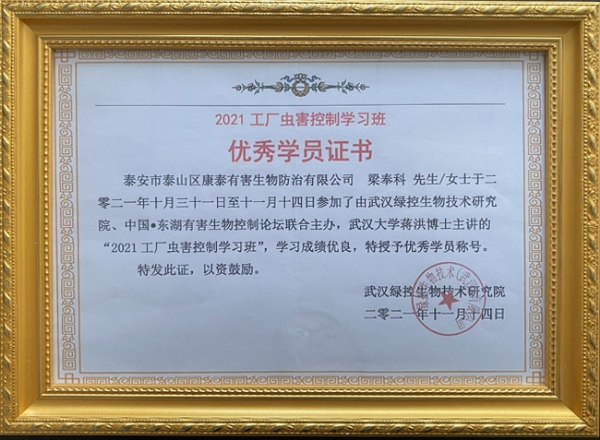 2021 工厂虫害控制学习班
优秀学员证书
泰安市泰山区康泰有害生物防治有限公司 梁奉科 先生/女士于二
零二一年十月三十一日至十一月十四日参加了由武汉绿控生物技术研究
院、中国•东湖有害生物控制论坛联合主办,武汉大学蒋洪博士主讲的
“2021 工厂虫害控制学习班”,学习成绩优良,特授予优秀学员称号。
特发此证,以资鼓励。
武汉绿控生物技术研究院
二零二一年十一月十四日